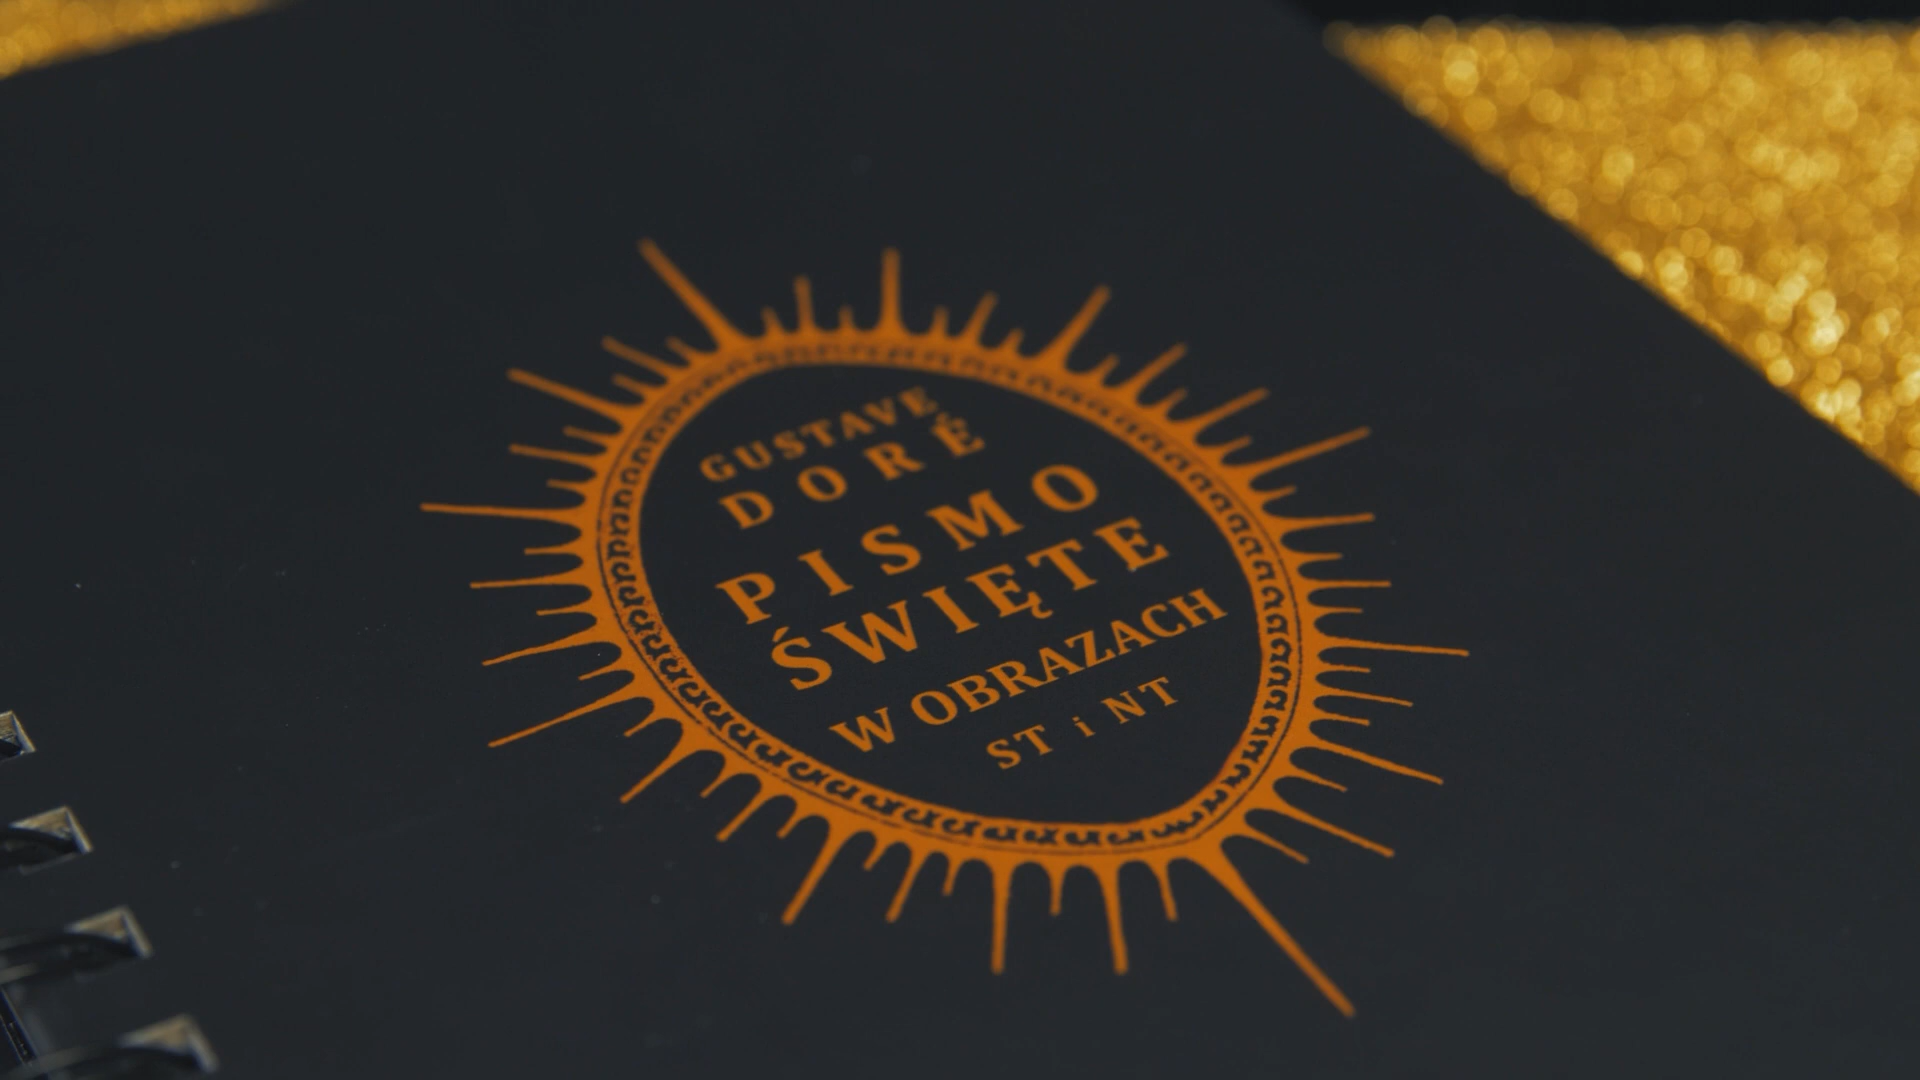 GUSTAVE
DORÉ
PISMO
ŚWIĘTE
W OBRAZACH
ST i NT